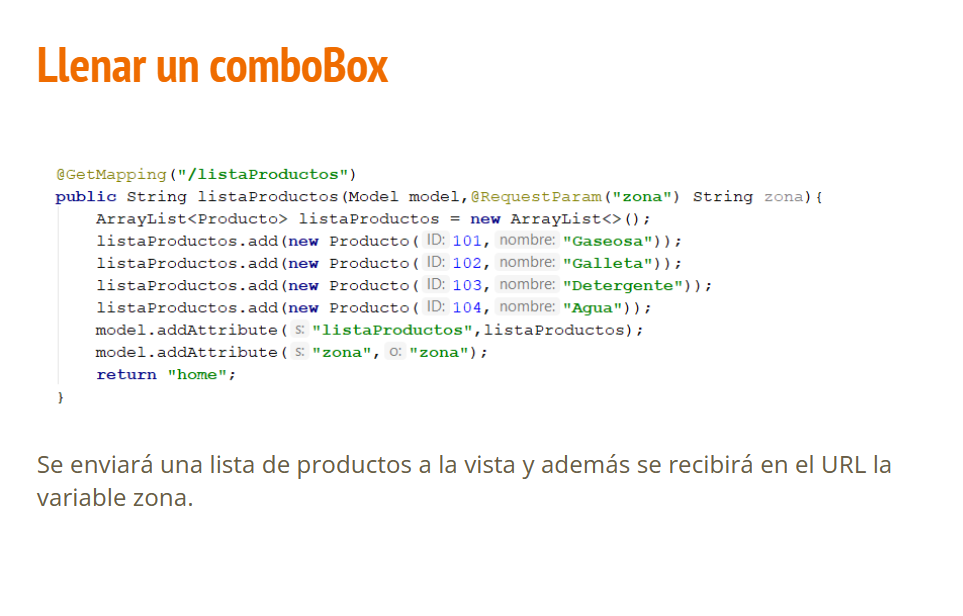 Llenar un comboBox
@GetMapping("/listaProductos")
public String listaProductos(Model model,@RequestParam("zona") String zona){
ArrayList<Producto> listaProductos = new ArrayList<>();
listaProductos.add(new Producto( ID: 101, nombre: "Gaseosa"));
listaProductos.add(new Producto( ID: 102, nombre: "Galleta"));
listaProductos.add(new Producto( ID: 103, nombre: "Detergente"));
listaProductos.add(new Producto( ID: 104, nombre: "Agua"));
model.addAttribute( s: "listaProductos",listaProductos);
model.addAttribute( s: "zona", o: "zona");
return "home";
}
Se enviará una lista de productos a la vista y además se recibirá en el URL la
variable zona.